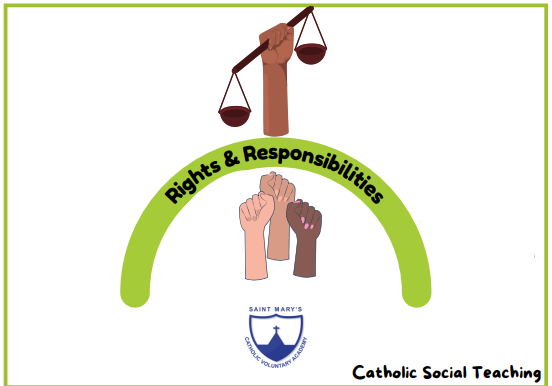 Rights & Responsibilities
SAINT MARY'S
CATHOLIC VOLUNTARY ACADEMY
Catholic Social Teaching